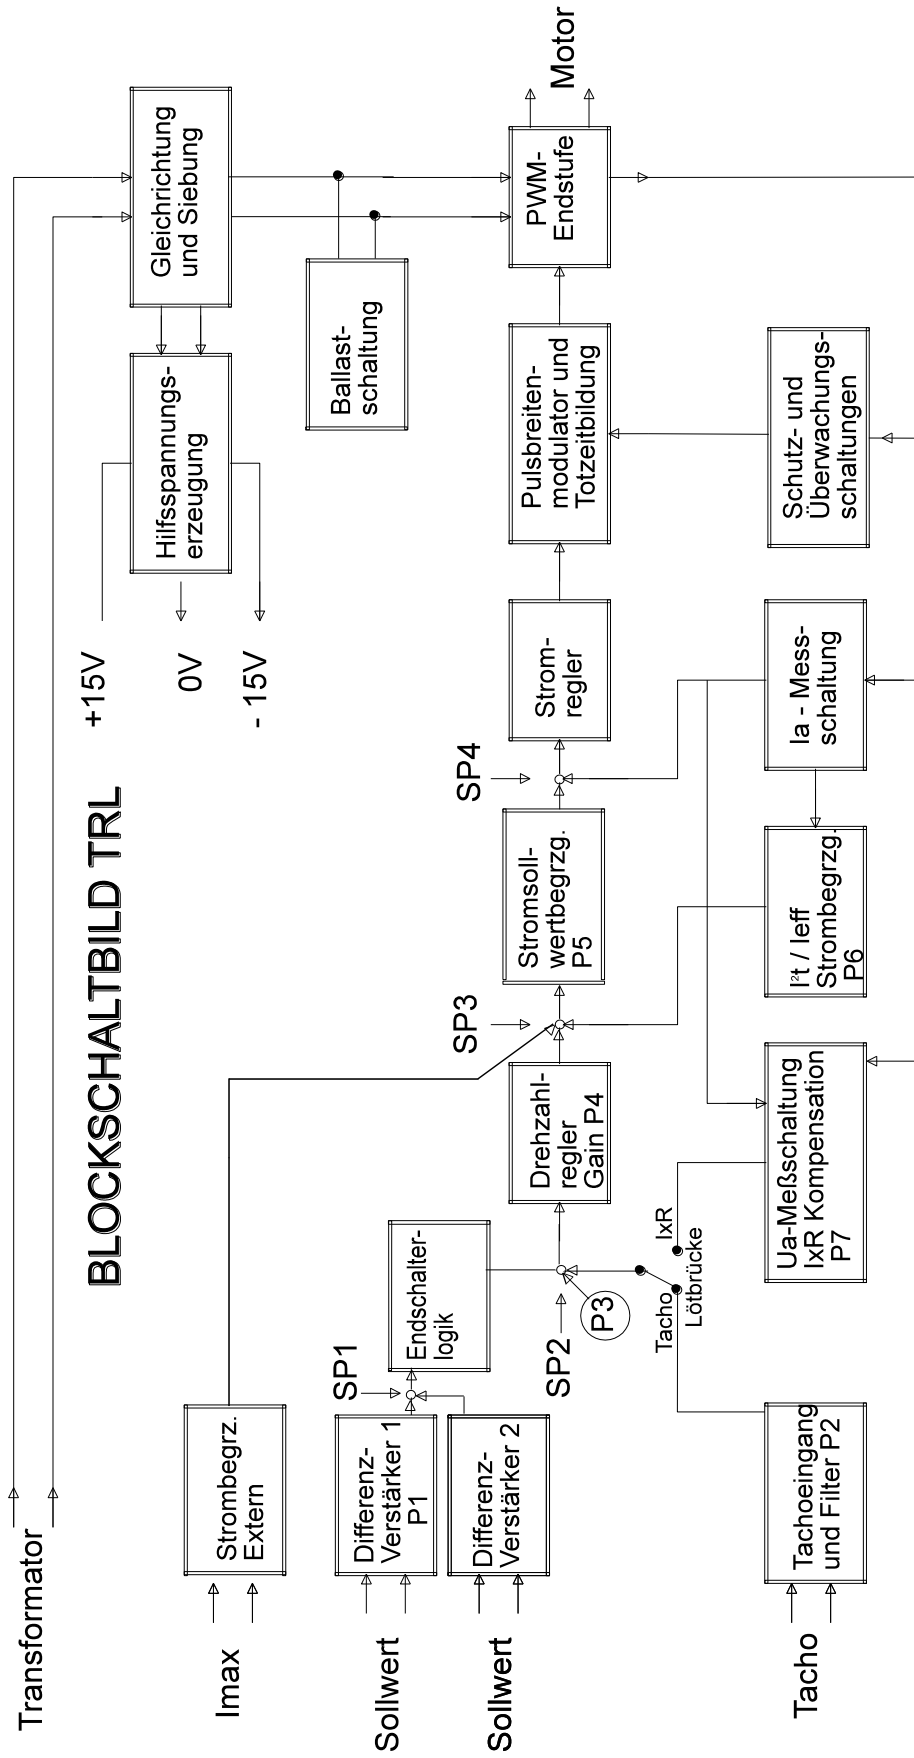 BLOCKSCHALTBILD TRL
Transformator
Gleichrichtung
und Siebung
Hilfsspannungs-
erzeugung
+15V
0V
- 15V
Ballast-
schaltung
Imax
Strombegrz.
Extern
Sollwert
Differenz-
Verstärker 1
P1
Sollwert
Differenz-
Verstärker 2
SP1
Endschalter-
logik
SP2
P3
Drehzahl-
regler
Gain P4
SP3
Stromsoll-
wertbegrzg.
P5
SP4
Strom-
regler
Pulsbreiten-
modulator und
Totzeitbildung
PWM-
Endstufe
Motor
Tacho
Tachoeingang
und Filter P2
Tacho
IxR
Lötbrücke
Ua-Meßschaltung
IxR Kompensation
P7
I²t / Ieff
Strombegrzg.
P6
Ia - Mess-
schaltung
Schutz- und
Überwachungs-
schaltungen